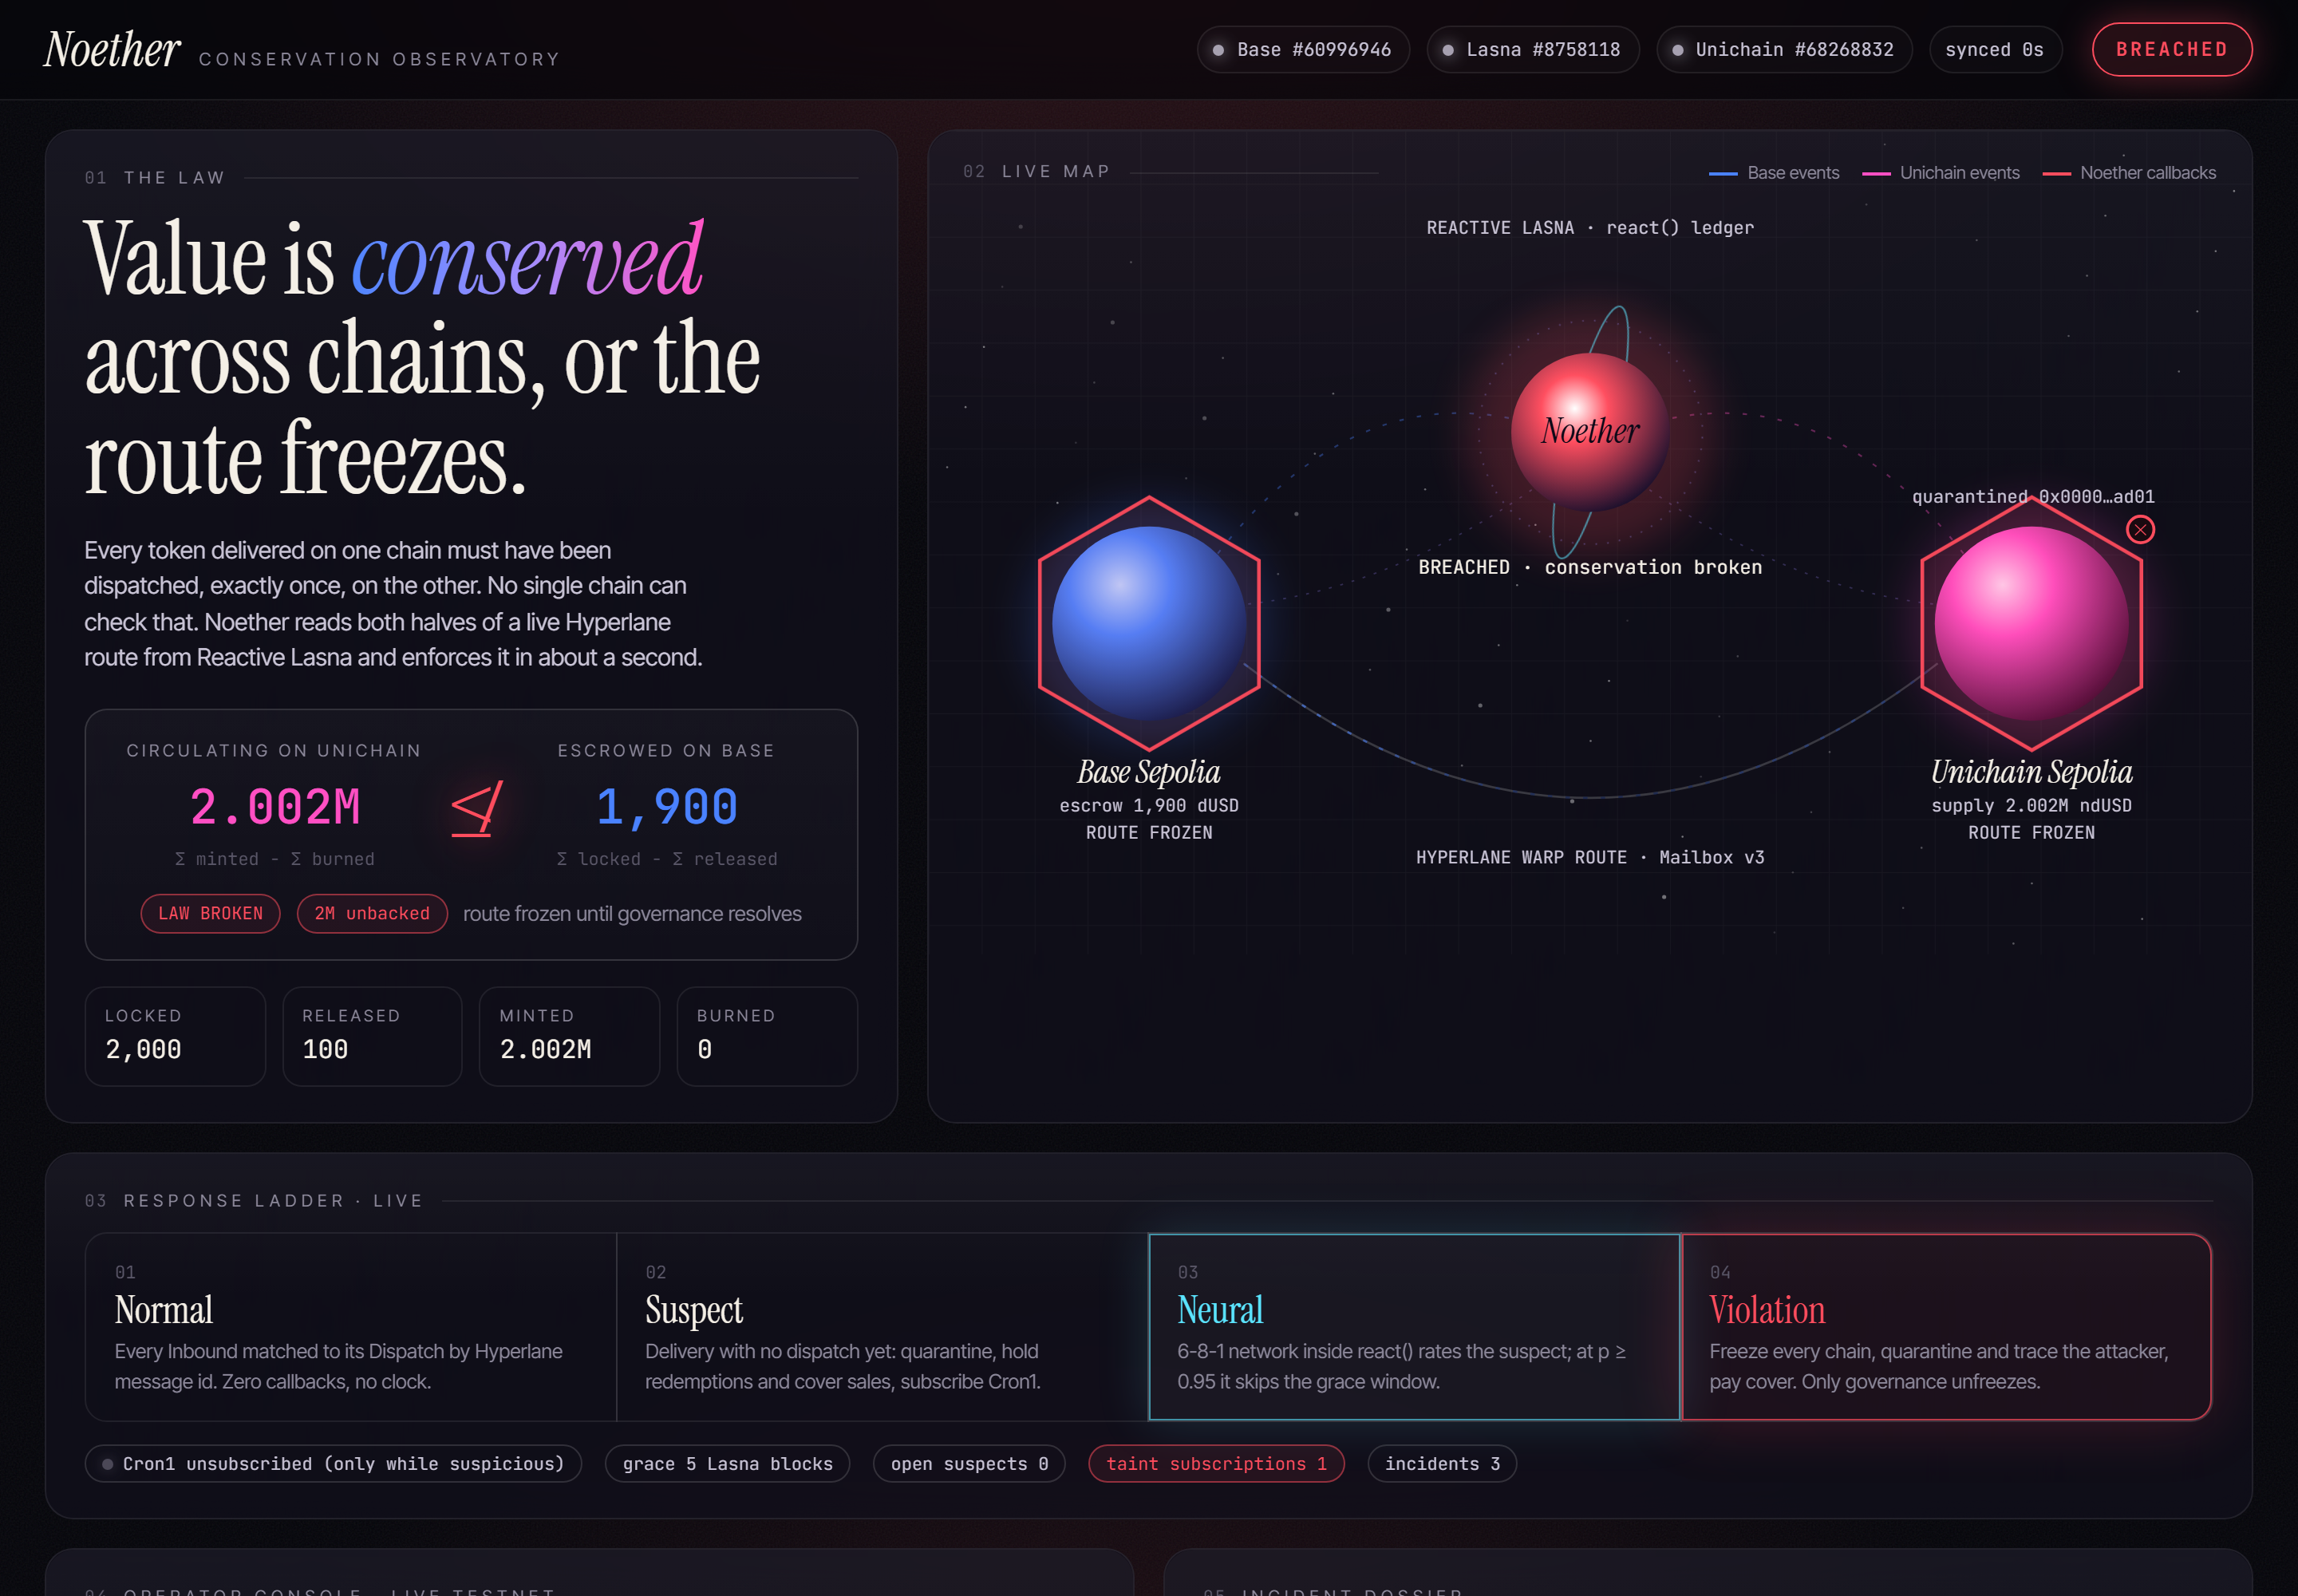 Noether CONSERVATION OBSERVATORY
Base #60996946
Lasna #8758118
Unichain #68268832
synced 0s
BREACHED
01 THE LAW
Value is conserved
across chains, or the
route freezes.
Every token delivered on one chain must have been
dispatched, exactly once, on the other. No single chain can
check that. Noether reads both halves of a live Hyperlane
route from Reactive Lasna and enforces it in about a second.
CIRCULATING ON UNICHAIN
2.002M
Σ minted - Σ burned
≰
ESCROWED ON BASE
1,900
Σ locked - Σ released
LAW BROKEN
2M unbacked
route frozen until governance resolves
LOCKED
2,000
RELEASED
100
MINTED
2.002M
BURNED
0
02 LIVE MAP
Base events
Unichain events
Noether callbacks
REACTIVE LASNA · react() ledger
Noether
BREACHED · conservation broken
quarantined 0x0000…ad01
Base Sepolia
escrow 1,900 dUSD
ROUTE FROZEN
Unichain Sepolia
supply 2.002M ndUSD
ROUTE FROZEN
HYPERLANE WARP ROUTE · Mailbox v3
03 RESPONSE LADDER · LIVE
01
Normal
Every Inbound matched to its Dispatch by Hyperlane
message id. Zero callbacks, no clock.
02
Suspect
Delivery with no dispatch yet: quarantine, hold
redemptions and cover sales, subscribe Cron1.
03
Neural
6-8-1 network inside react() rates the suspect; at p ≥
0.95 it skips the grace window.
04
Violation
Freeze every chain, quarantine and trace the attacker,
pay cover. Only governance unfreezes.
Cron1 unsubscribed (only while suspicious)
grace 5 Lasna blocks
open suspects 0
taint subscriptions 1
incidents 3
04 OPERATOR CONSOLE · LIVE TESTNET
05 INCIDENT DOSSIER